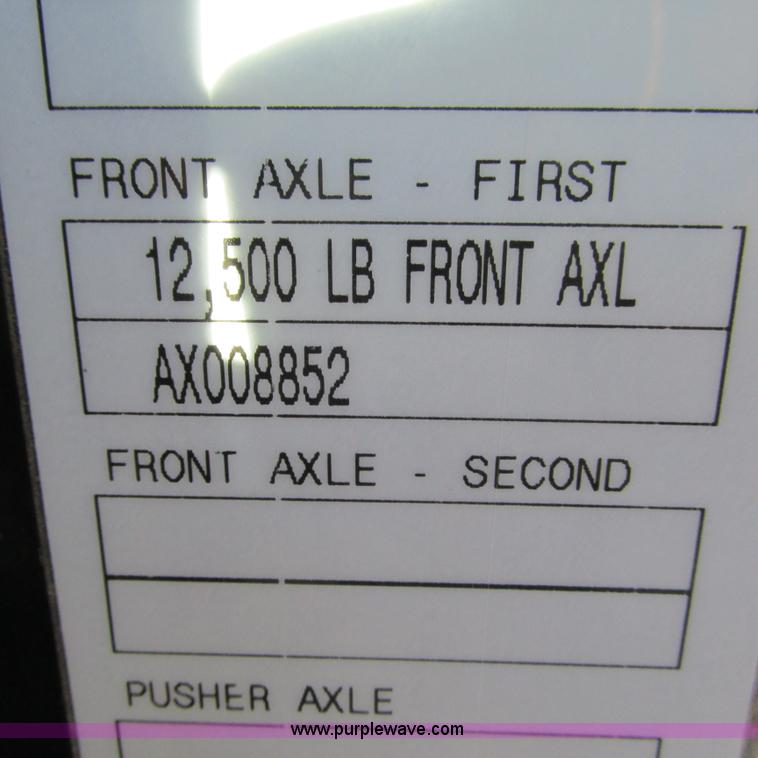 FRONT AXLE - FIRST
12,500 LB FRONT AXL
AX008852
FRONT AXLE - SECOND
PUSHER AXLE
www.purplewave.com